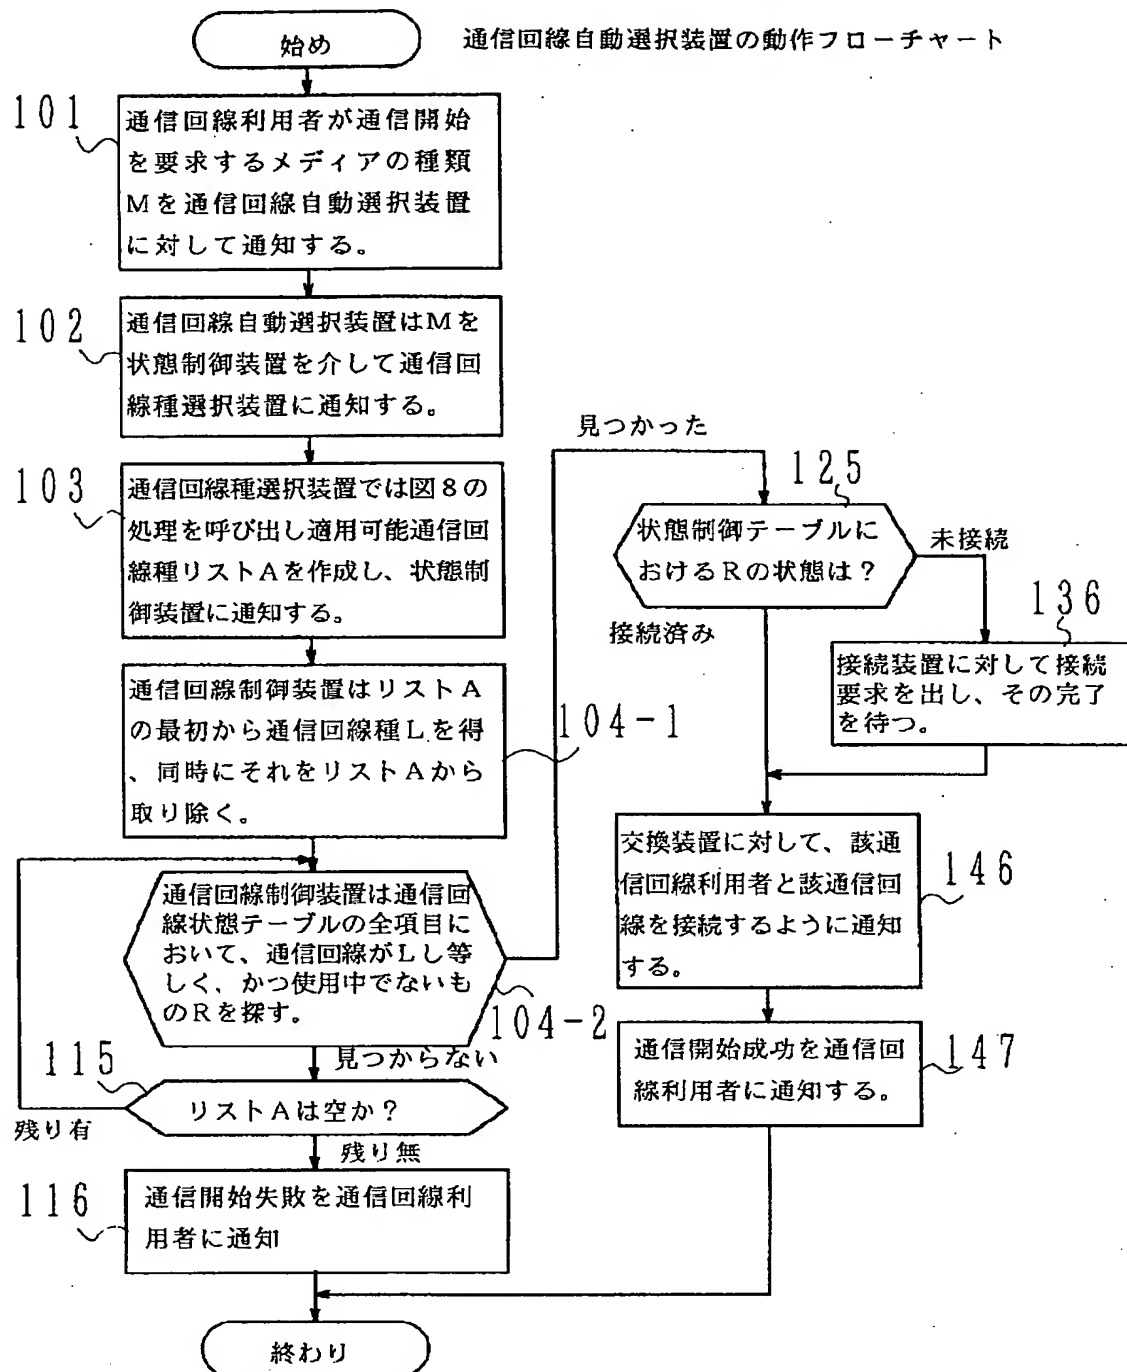 始め
通信回線自動選択装置の動作フローチャート
101
通信回線利用者が通信開始
を要求するメディアの種類
Mを通信回線自動選択装置
に対して通知する。
102
通信回線自動選択装置はMを
状態制御装置を介して通信回
線種選択装置に通知する。
103
通信回線種選択装置では図8の
処理を呼び出し適用可能通信回
線種リストAを作成し、状態制
御装置に通知する。
通信回線制御装置はリストA
の最初から通信回線種Lを得
、同時にそれをリストAから
取り除く。
104-1
通信回線制御装置は通信回
線状態テーブルの全項目に
おいて、通信回線がLし等
しく、かつ使用中でないも
のRを探す。
104-2
見つからない
115
リストAは空か?
残り有
残り無
116
通信開始失敗を通信回線利
用者に通知
終わり
見つかった
125
状態制御テーブルに
おけるRの状態は?
未接続
接続済み
136
接続装置に対して接続
要求を出し、その完了
を待つ。
交換装置に対して、該通
信回線利用者と該通信回
線を接続するように通知
する。
146
通信開始成功を通信回
線利用者に通知する。
147